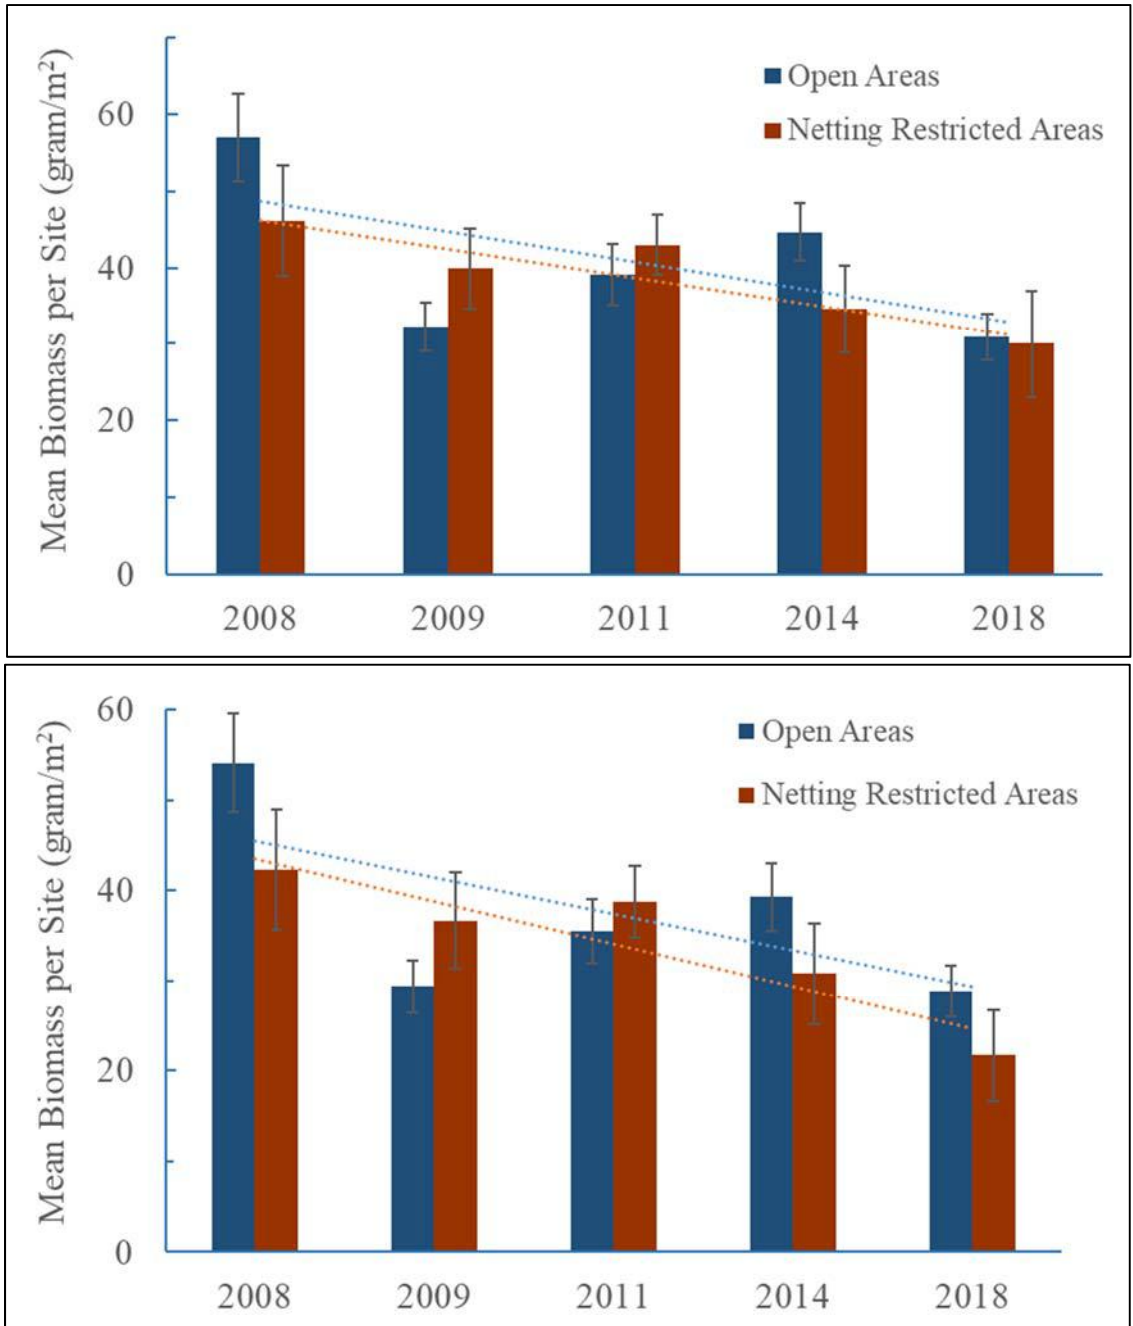 Mean Biomass per Site (gram/m²)
60
40
20
0
Open Areas
Netting Restricted Areas
2008 2009 2011 2014 2018
Mean Biomass per Site (gram/m²)
60
40
20
0
Open Areas
Netting Restricted Areas
2008 2009 2011 2014 2018